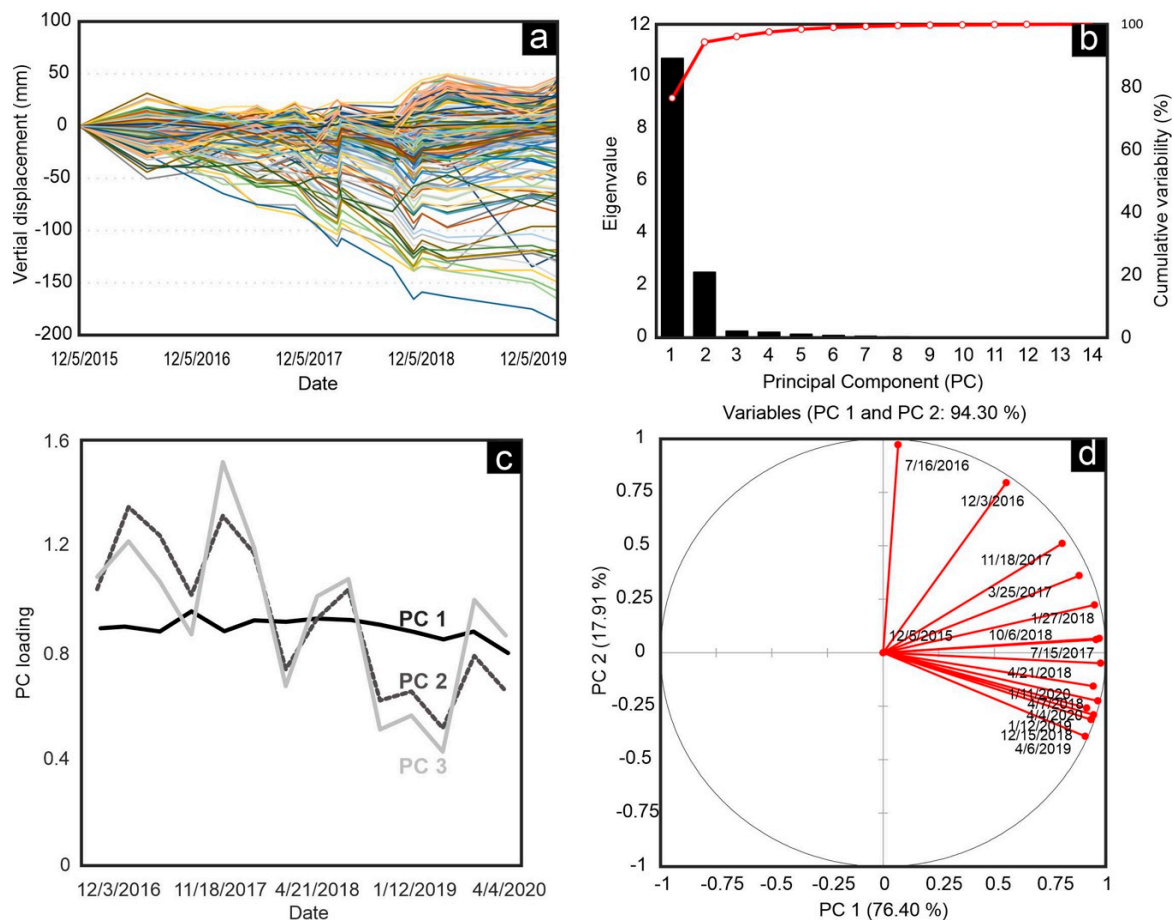 a
100
50
0
-50
-100
-150
-200
Vertial displacement (mm)
12/5/2015 12/5/2016 12/5/2017 12/5/2018 12/5/2019
Date
b
12
10
8
6
4
2
0
Eigenvalue
100
80
60
40
20
0
Cumulative variability (%)
1 2 3 4 5 6 7 8 9 10 11 12 13 14
Principal Component (PC)
c
1.6
1.2
0.8
0.4
0
PC loading
PC 1
PC 2
PC 3
12/3/2016 11/18/2017 4/21/2018 1/12/2019 4/4/2020
Date
Variables (PC 1 and PC 2: 94.30 %)
d
1
0.75
0.5
0.25
0
-0.25
-0.5
-0.75
-1
PC 2 (17.91 %)
7/16/2016
12/3/2016
11/18/2017
3/25/2017
1/27/2018
12/5/2015
10/6/2018
7/15/2017
4/21/2018
1/11/2020
4/7/2018
4/4/2020
1/12/2019
12/15/2018
4/6/2019
-1 -0.75 -0.5 -0.25 0 0.25 0.5 0.75 1
PC 1 (76.40 %)